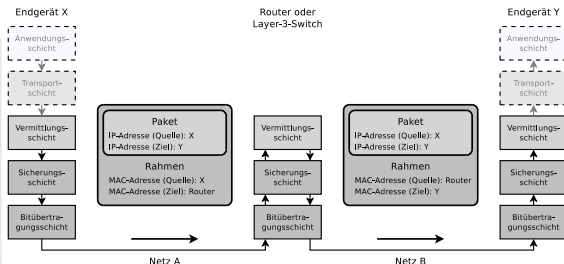 Endgerät X
Router oder
Layer-3-Switch
Endgerät Y
Anwendungs-
schicht
Transport-
schicht
Vermittlungs-
schicht
Sicherungs-
schicht
Bitübertra-
gungsschicht
Paket
IP-Adresse (Quelle): X
IP-Adresse (Ziel): Y
Rahmen
MAC-Adresse (Quelle): X
MAC-Adresse (Ziel): Router
Vermittlungs-
schicht
Sicherungs-
schicht
Bitübertra-
gungsschicht
Paket
IP-Adresse (Quelle): X
IP-Adresse (Ziel): Y
Rahmen
MAC-Adresse (Quelle): Router
MAC-Adresse (Ziel): Y
Anwendungs-
schicht
Transport-
schicht
Vermittlungs-
schicht
Sicherungs-
schicht
Bitübertra-
gungsschicht
Netz A
Netz B